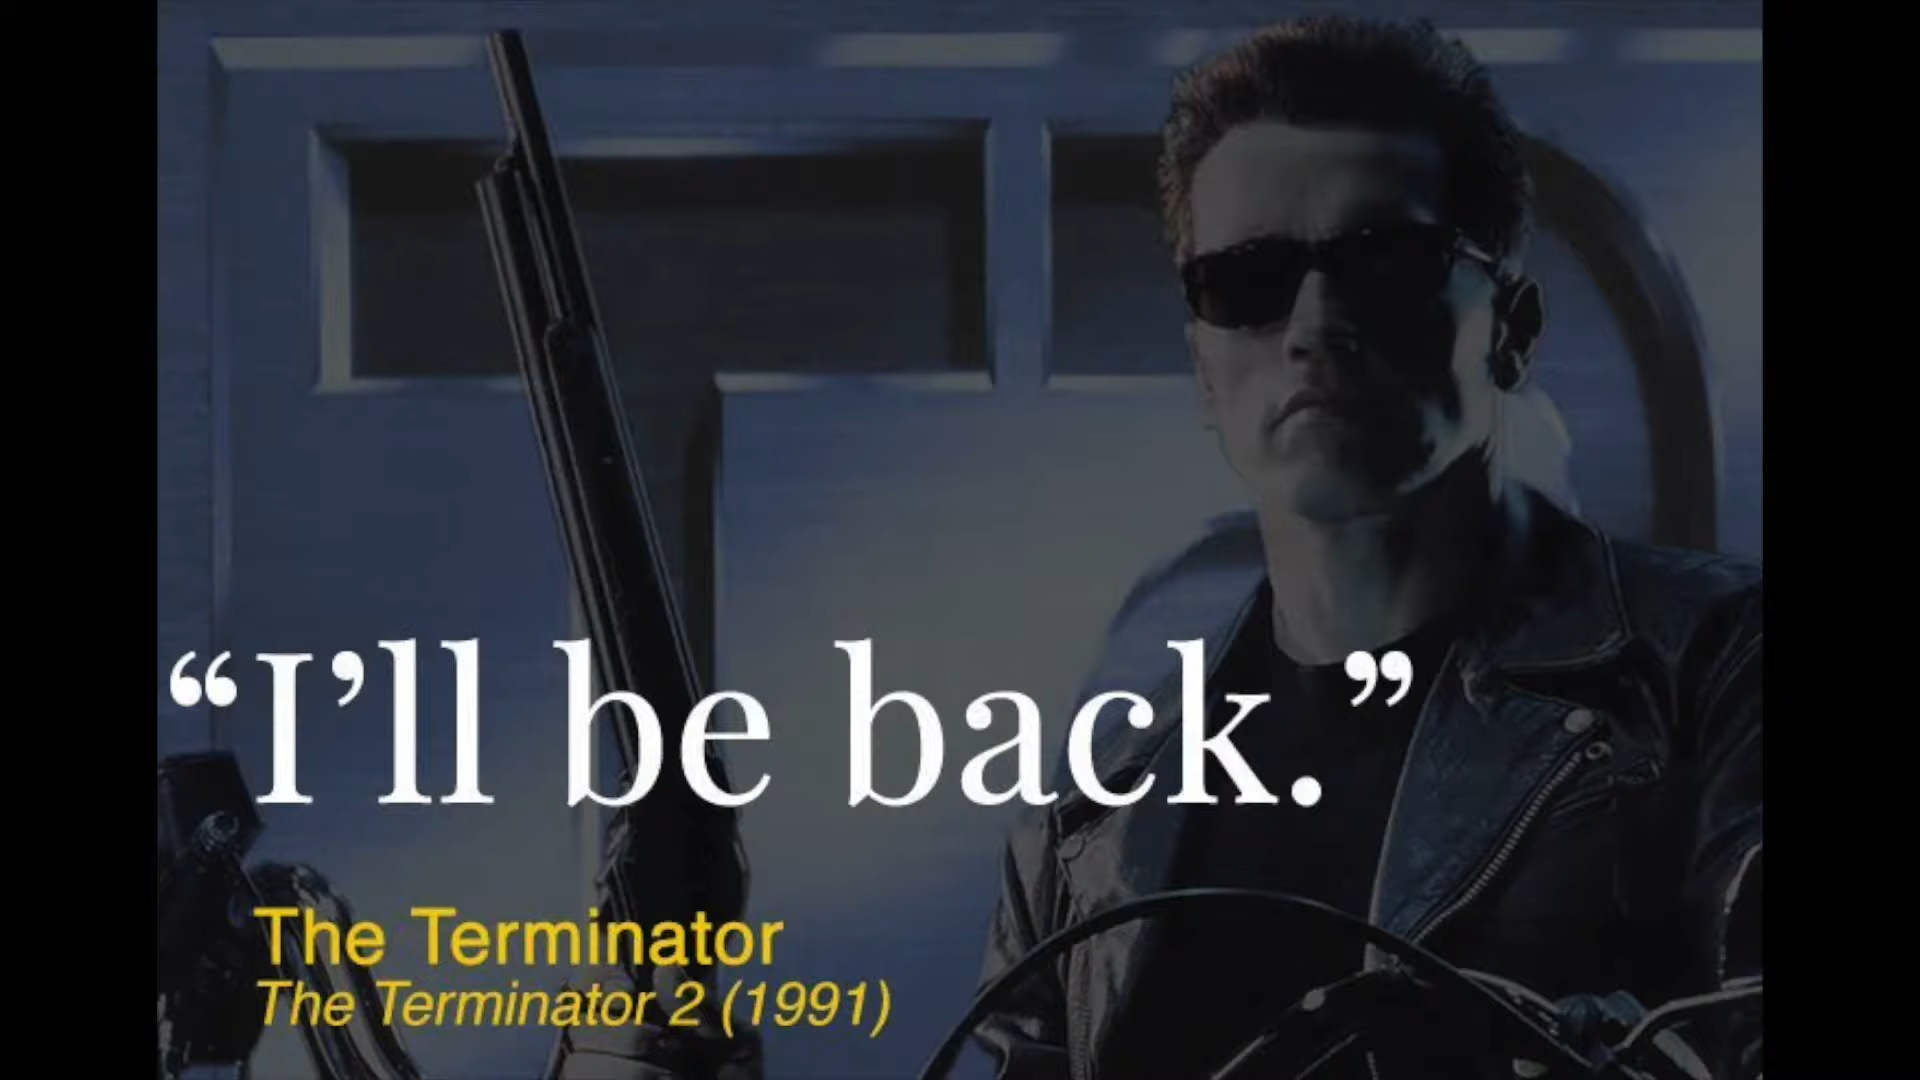 “I’ll be back.”
The Terminator
The Terminator 2 (1991)